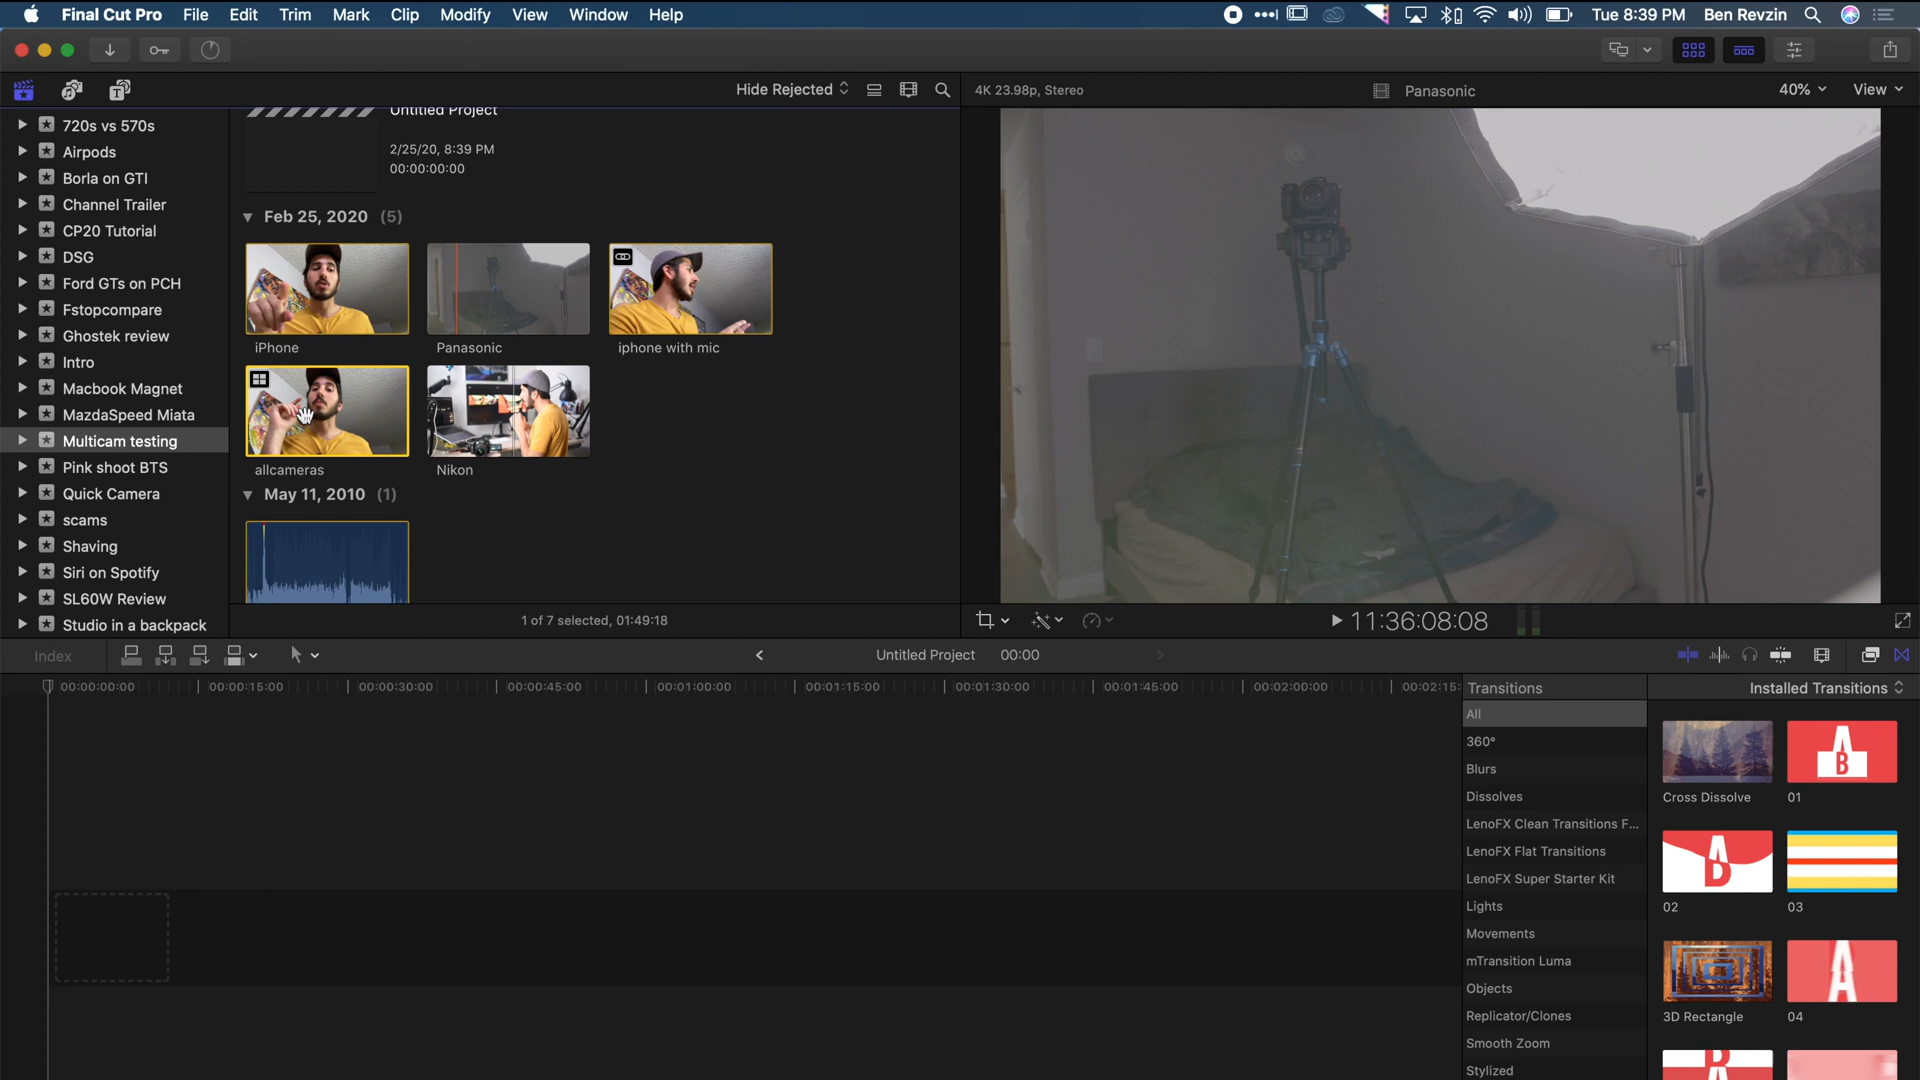 Final Cut Pro File Edit Trim Mark Clip Modify View Window Help Tue 8:39 PM Ben Revzin
Hide Rejected 4K 23.98p, Stereo Panasonic 40% View
720s vs 570s
Airpods
Borla on GTI
Channel Trailer
CP20 Tutorial
DSG
Ford GTs on PCH
Fstopcompare
Ghostek review
Intro
Macbook Magnet
MazdaSpeed Miata
Multicam testing
Pink shoot BTS
Quick Camera
scams
Shaving
Siri on Spotify
SL60W Review
Studio in a backpack
Untitled Project
2/25/20, 8:39 PM
00:00:00:00
Feb 25, 2020 (5)
iPhone Panasonic iphone with mic
allcameras Nikon
May 11, 2010 (1)
1 of 7 selected, 01:49:18
11:36:08:08
Index Untitled Project 00:00
00:00:00:00 00:00:15:00 00:00:30:00 00:00:45:00 00:01:00:00 00:01:15:00 00:01:30:00 00:01:45:00 00:02:00:00 00:02:15:
Transitions Installed Transitions
All
360°
Blurs
Dissolves
LenoFX Clean Transitions F...
LenoFX Flat Transitions
LenoFX Super Starter Kit
Lights
Movements
mTransition Luma
Objects
Replicator/Clones
Smooth Zoom
Stylized
A
B
Cross Dissolve 01
02 03
A
3D Rectangle 04